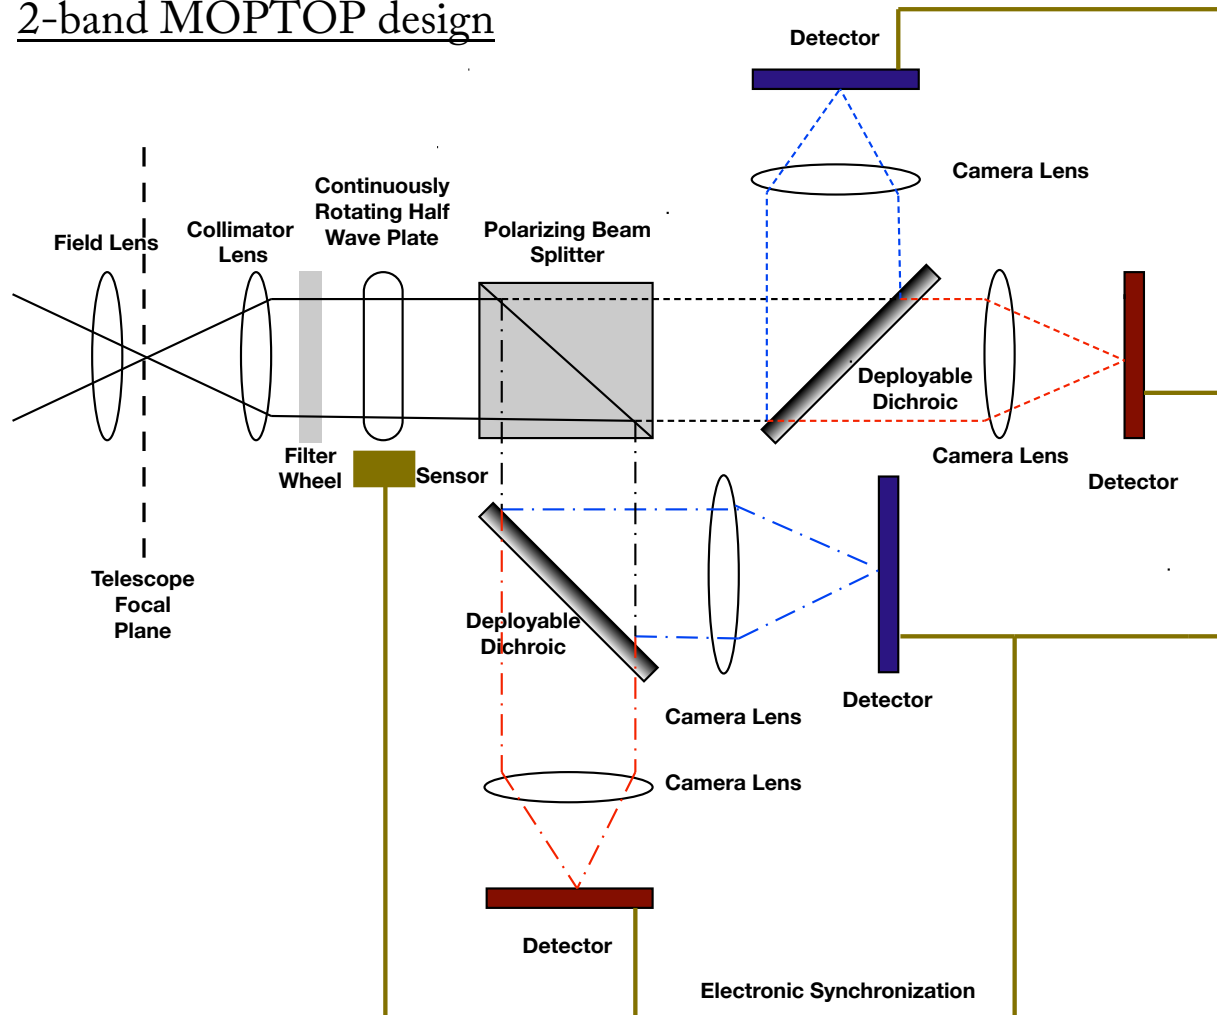 2-band MOPTOP design
Detector
Camera Lens
Continuously
Rotating Half
Wave Plate
Collimator
Lens
Field Lens
Polarizing Beam
Splitter
Deployable
Dichroic
Camera Lens
Detector
Filter
Wheel
Sensor
Telescope
Focal
Plane
Deployable
Dichroic
Detector
Camera Lens
Camera Lens
Detector
Electronic Synchronization